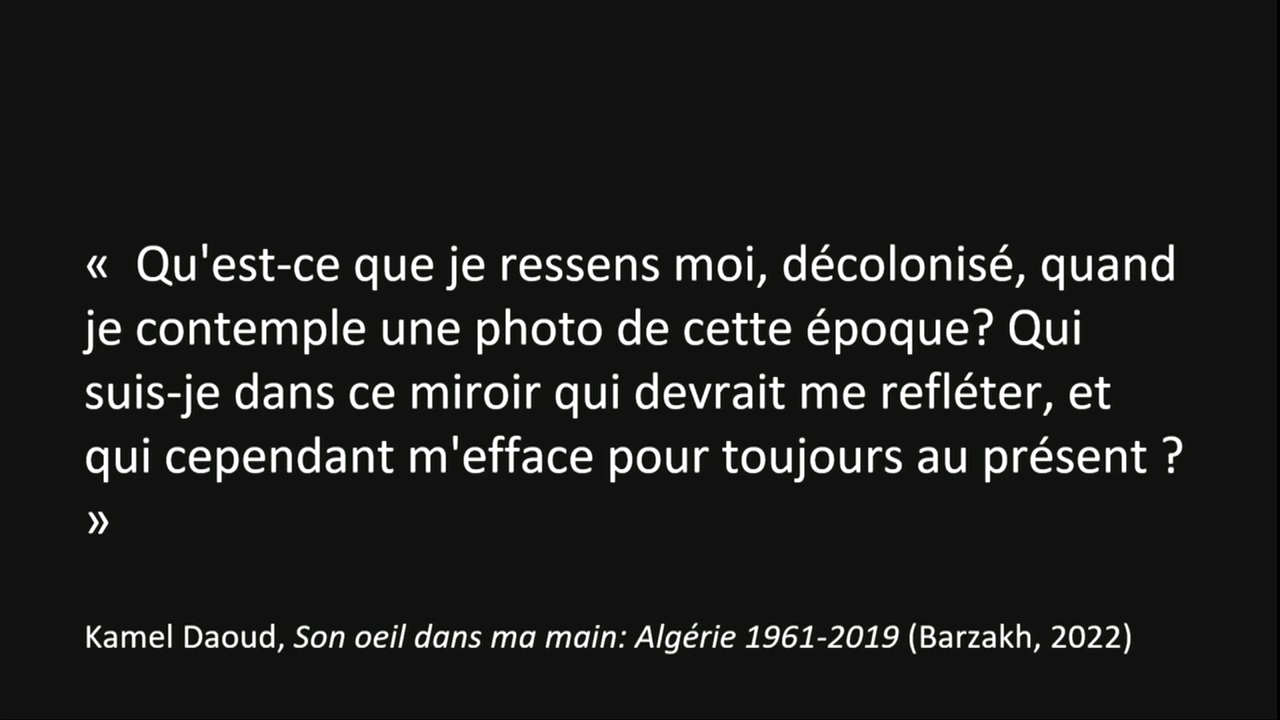 «  Qu'est-ce que je ressens moi, décolonisé, quand
je contemple une photo de cette époque? Qui
suis-je dans ce miroir qui devrait me refléter, et
qui cependant m'efface pour toujours au présent ?
»
Kamel Daoud, Son oeil dans ma main: Algérie 1961-2019 (Barzakh, 2022)